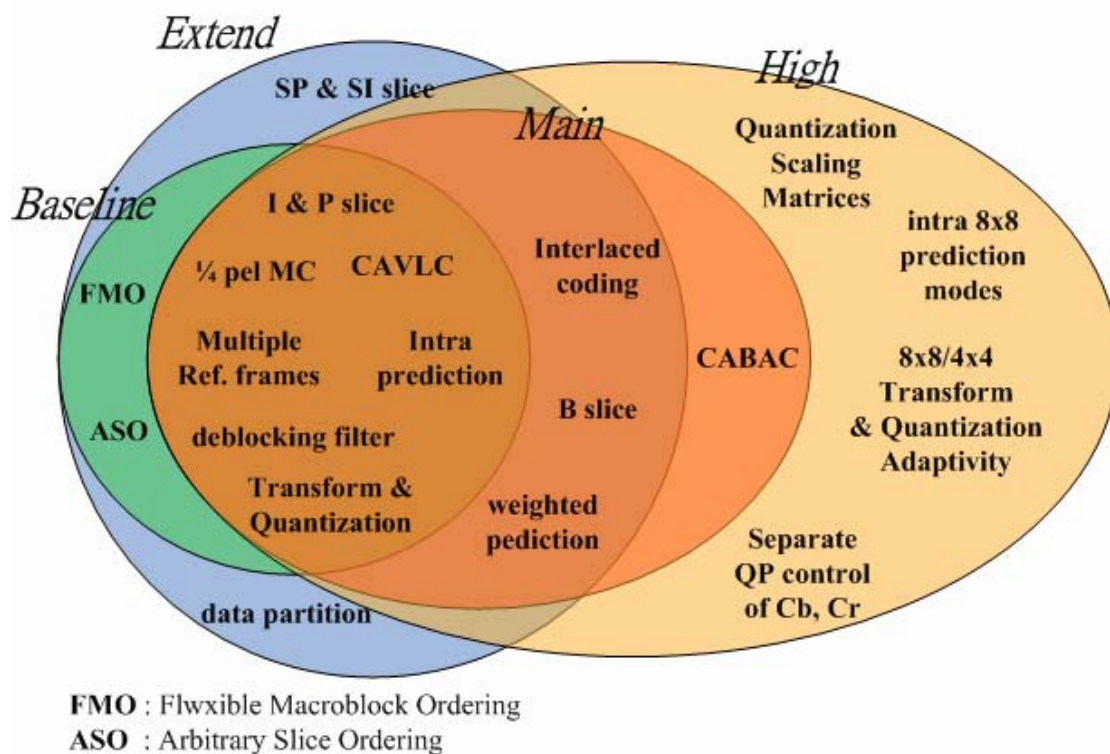 Extend
High
SP & SI slice
Main
Quantization
Scaling
Matrices
Baseline
I & P slice
intra 8x8
prediction
modes
¼ pel MC
CAVLC
Interlaced
coding
FMO
Multiple
Ref. frames
Intra
prediction
CABAC
8x8/4x4
Transform
& Quantization
Adaptivity
B slice
ASO
deblocking filter
Transform &
Quantization
weighted
pediction
Separate
QP control
of Cb, Cr
data partition
FMO : Flwxible Macroblock Ordering
ASO : Arbitrary Slice Ordering